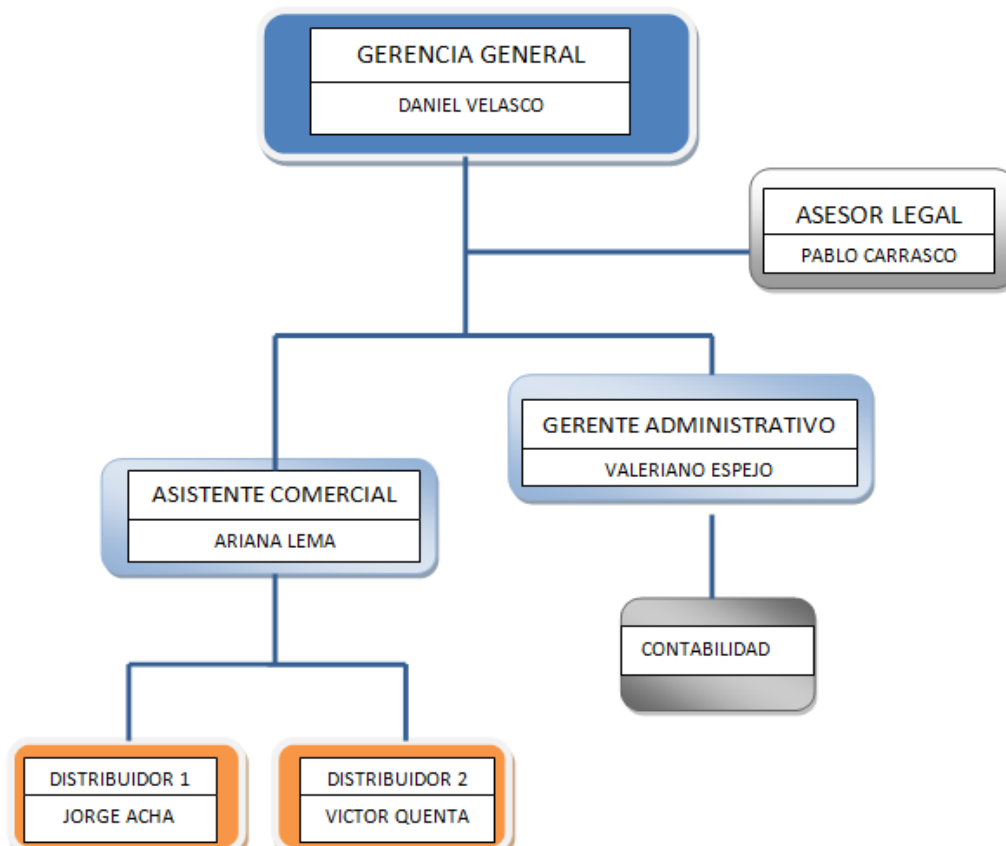 GERENCIA GENERAL
DANIEL VELASCO
ASESOR LEGAL
PABLO CARRASCO
GERENTE ADMINISTRATIVO
VALERIANO ESPEJO
ASISTENTE COMERCIAL
ARIANA LEMA
CONTABILIDAD
DISTRIBUIDOR 1
JORGE ACHA
DISTRIBUIDOR 2
VICTOR QUENTA